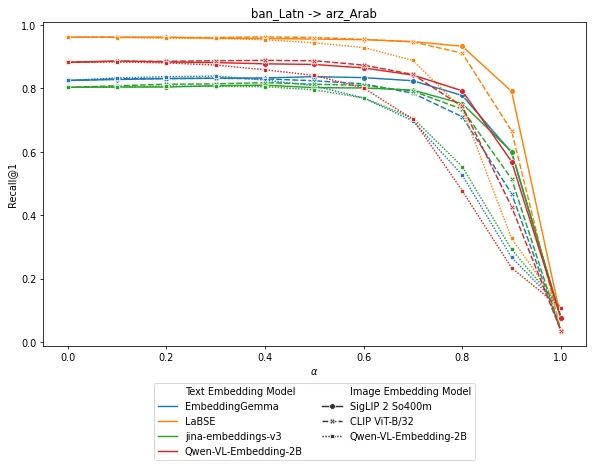 ban_Latn -> arz_Arab
1.0
0.8
0.6
0.4
0.2
0.0
Recall@1
0.0 0.2 0.4 0.6 0.8 1.0
α
Text Embedding Model
EmbeddingGemma
LaBSE
jina-embeddings-v3
Qwen-VL-Embedding-2B
Image Embedding Model
SigLIP 2 So400m
CLIP ViT-B/32
Qwen-VL-Embedding-2B